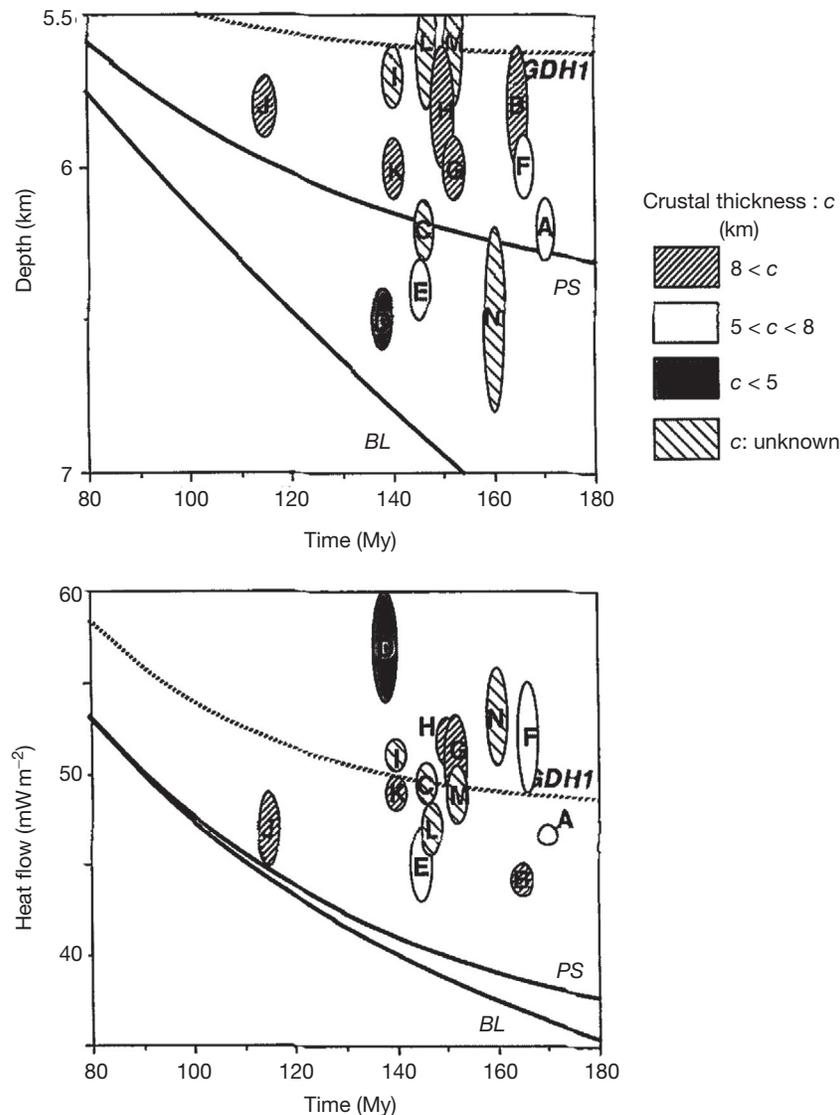 5.5
6
7
Depth (km)
L M
I
GDH1
J
H
B
K
G
F
C
A
E
PS
D
N
BL
80 100 120 140 160 180
Time (My)
Crustal thickness : c
(km)
8 < c
5 < c < 8
c < 5
c: unknown
60
50
40
Heat flow (mW m⁻²)
D
N
H
G
F
I
GDH1
K
C
M
A
J
L
E
B
PS
BL
80 100 120 140 160 180
Time (My)